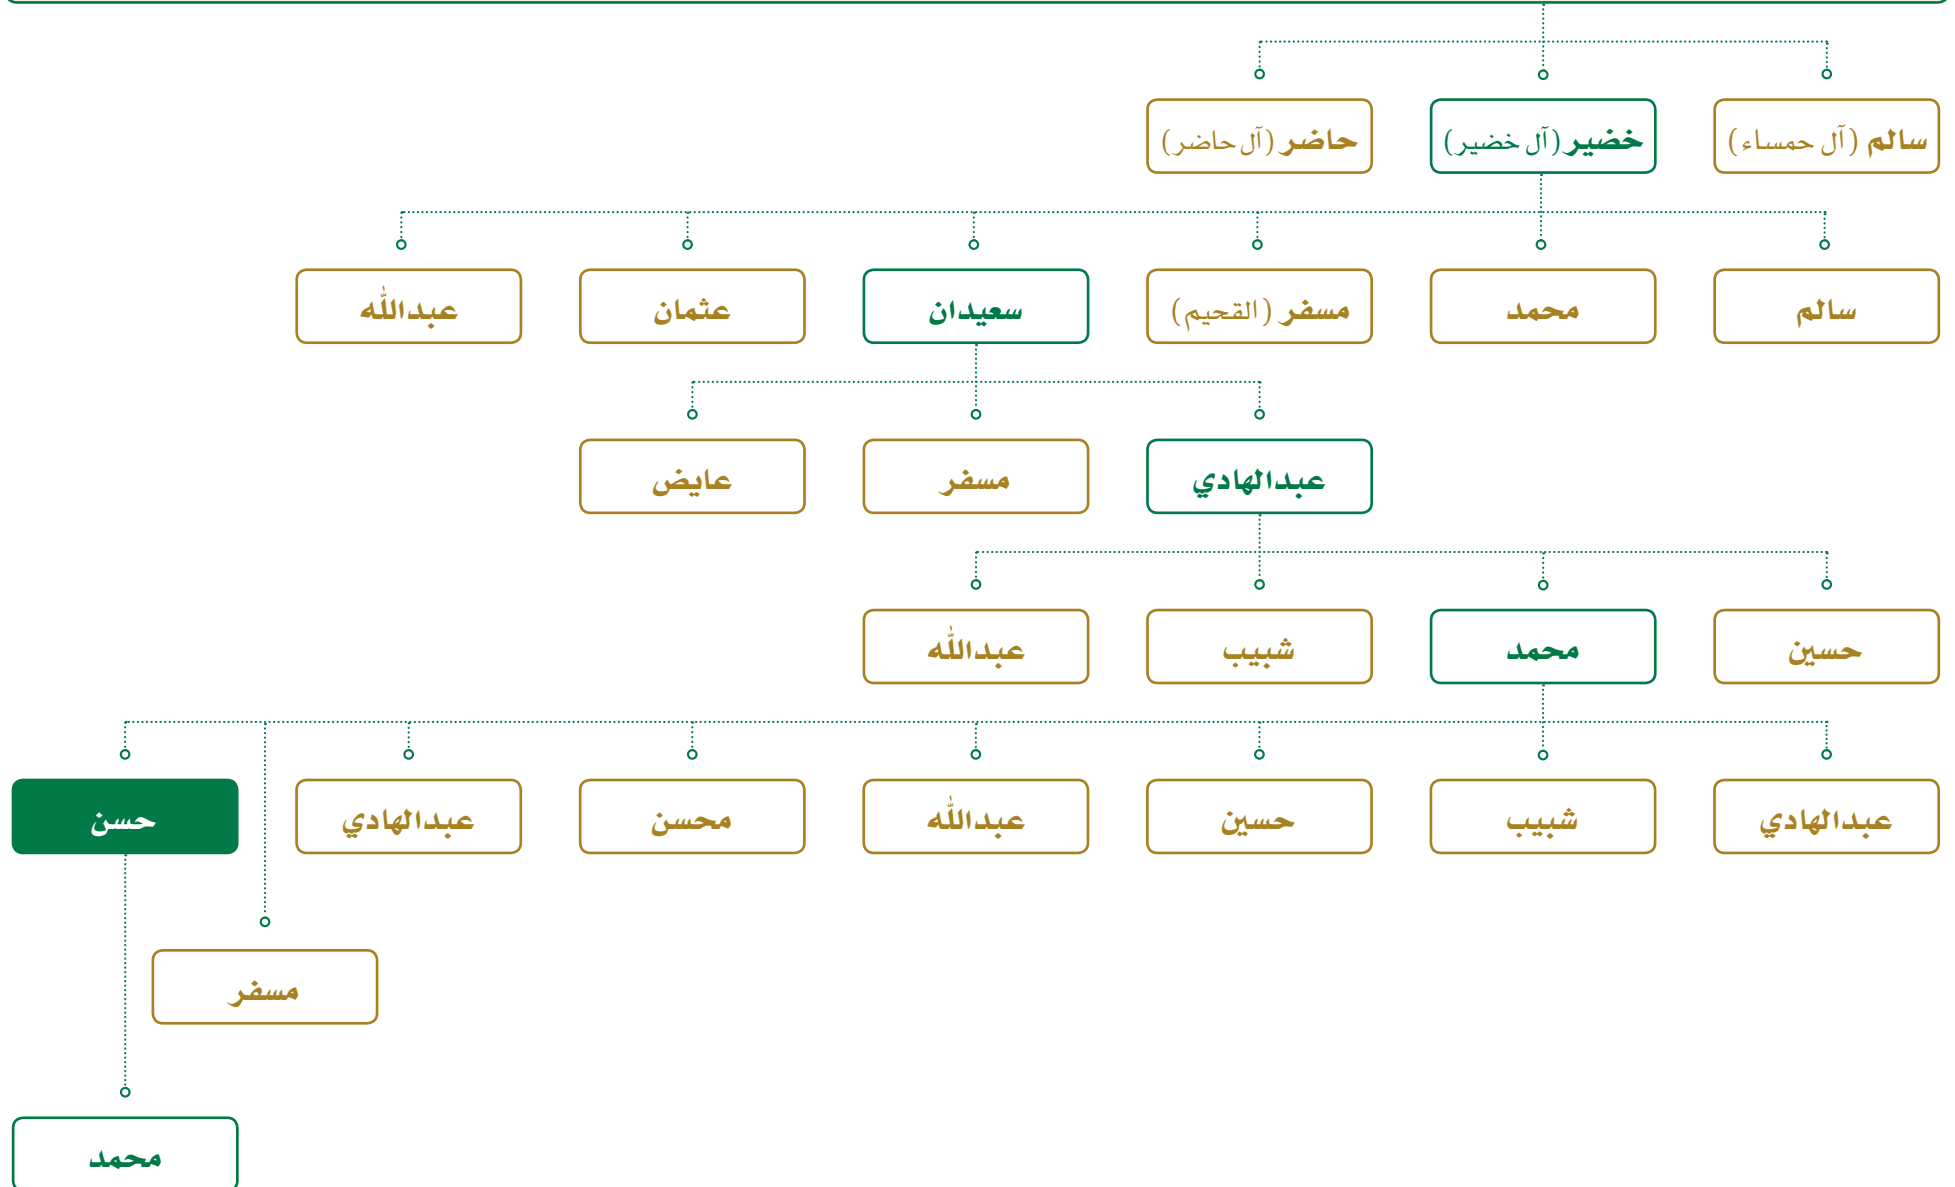 سالم (آل حمساء) خضير (آل خضير) حاضر (آل حاضر)
سالم محمد مسفر (القحيم) سعيدان عثمان عبدالله
عبدالهادي مسفر عايض
حسين محمد شبيب عبدالله
عبدالهادي شبيب حسين عبدالله محسن عبدالهادي حسن
مسفر
محمد